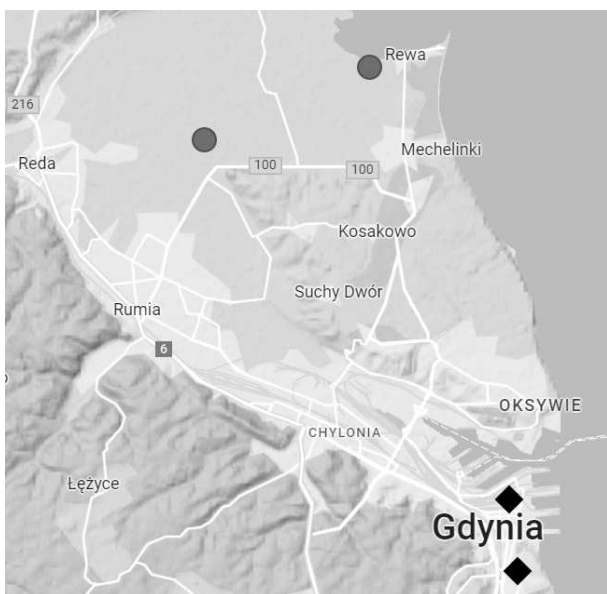 Rewa
216
Mechelinki
Reda
100
100
Kosakowo
Suchy Dwór
Rumia
6
OKSYWIE
CHYLONIA
Łężyce
Gdynia